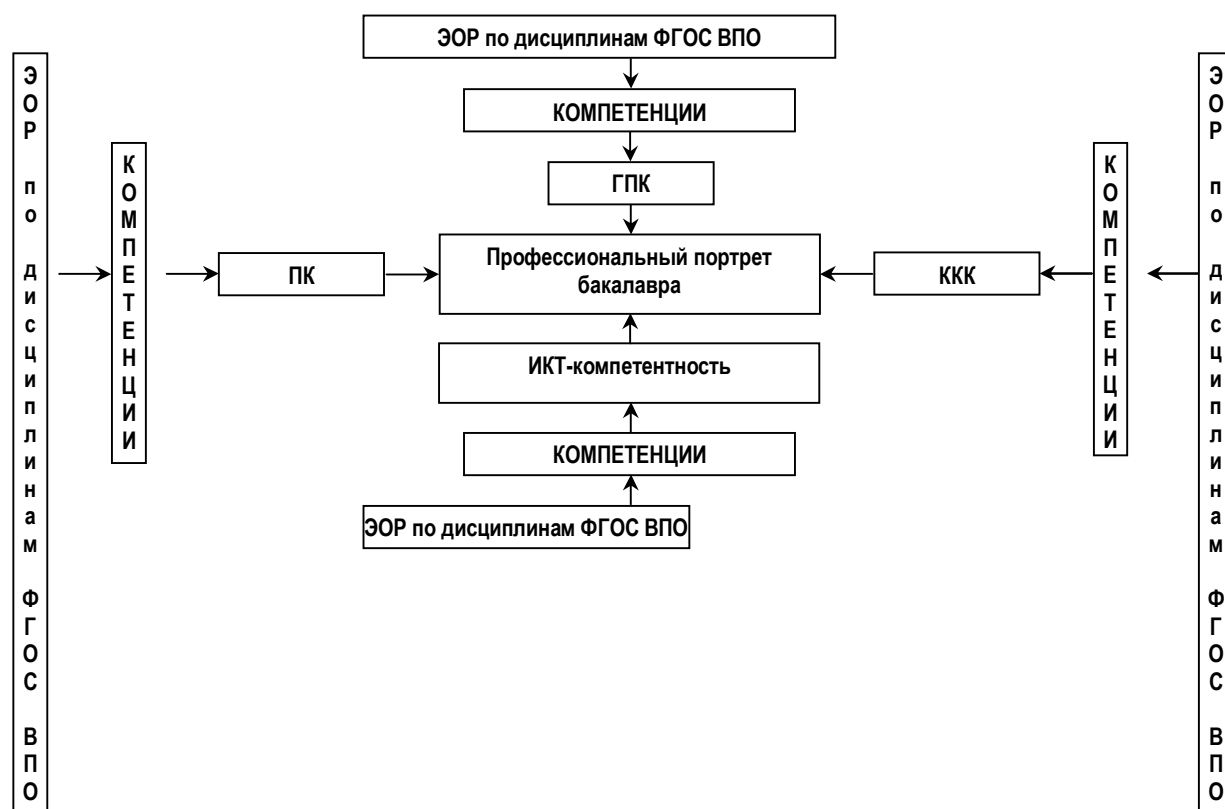 ЭОР по дисциплинам ФГОС ВПО
КОМПЕТЕНЦИИ
ГПК
ЭОР по дисциплинам ФГОС ВПО
КОМПЕТЕНЦИИ
ПК
Профессиональный портрет
бакалавра
ККК
КОМПЕТЕНЦИИ
ЭОР по дисциплинам ФГОС ВПО
ИКТ-компетентность
КОМПЕТЕНЦИИ
ЭОР по дисциплинам ФГОС ВПО